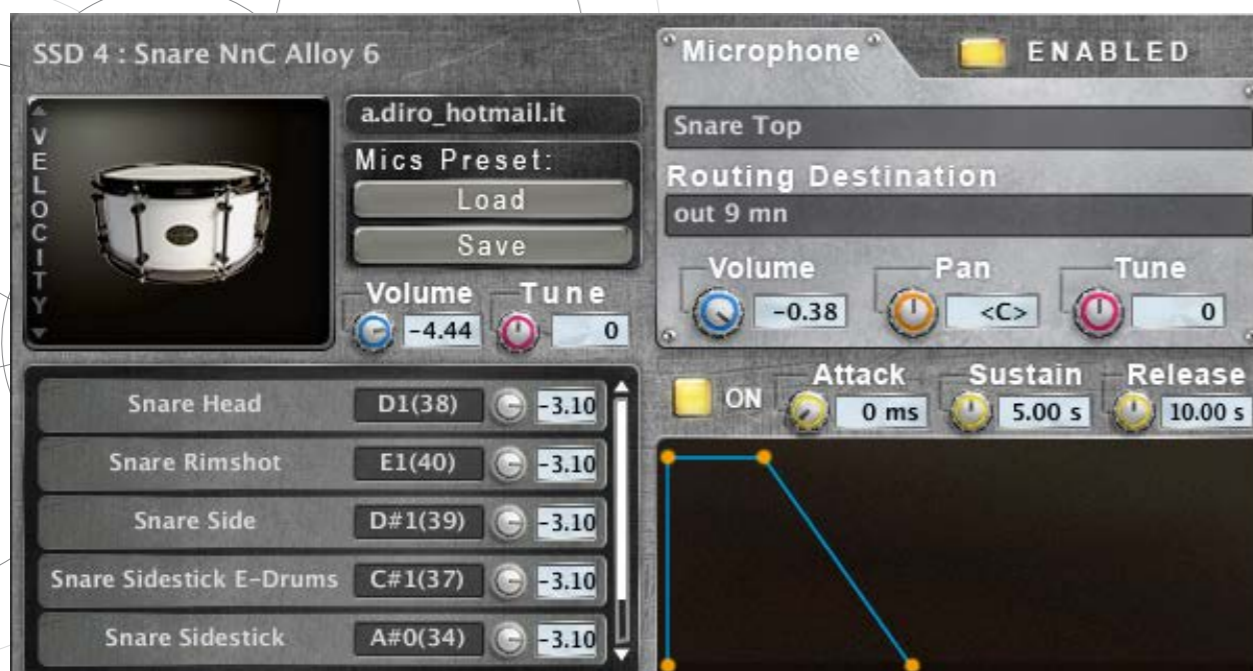 SSD 4 : Snare NnC Alloy 6
VELOCITY
a.diro_hotmail.it
Mics Preset:
Load
Save
Volume Tune
-4.44 0
Snare Head D1(38) -3.10
Snare Rimshot E1(40) -3.10
Snare Side D#1(39) -3.10
Snare Sidestick E-Drums C#1(37) -3.10
Snare Sidestick A#0(34) -3.10
Microphone ENABLED
Snare Top
Routing Destination
out 9 mn
Volume Pan Tune
-0.38 <C> 0
ON Attack Sustain Release
0 ms 5.00 s 10.00 s